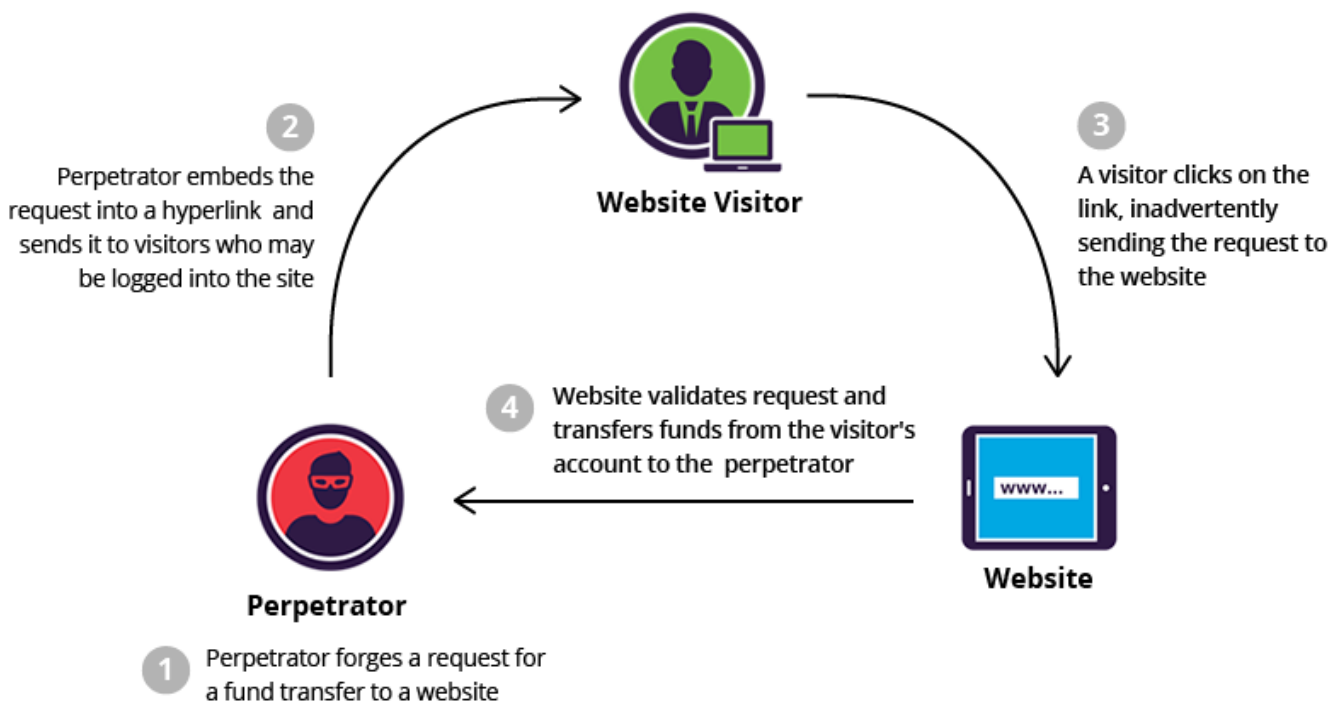 2
Perpetrator embeds the
request into a hyperlink and
sends it to visitors who may
be logged into the site
Website Visitor
3
A visitor clicks on the
link, inadvertently
sending the request to
the website
4
Website validates request and
transfers funds from the visitor's
account to the perpetrator
www...
Website
Perpetrator
1
Perpetrator forges a request for
a fund transfer to a website